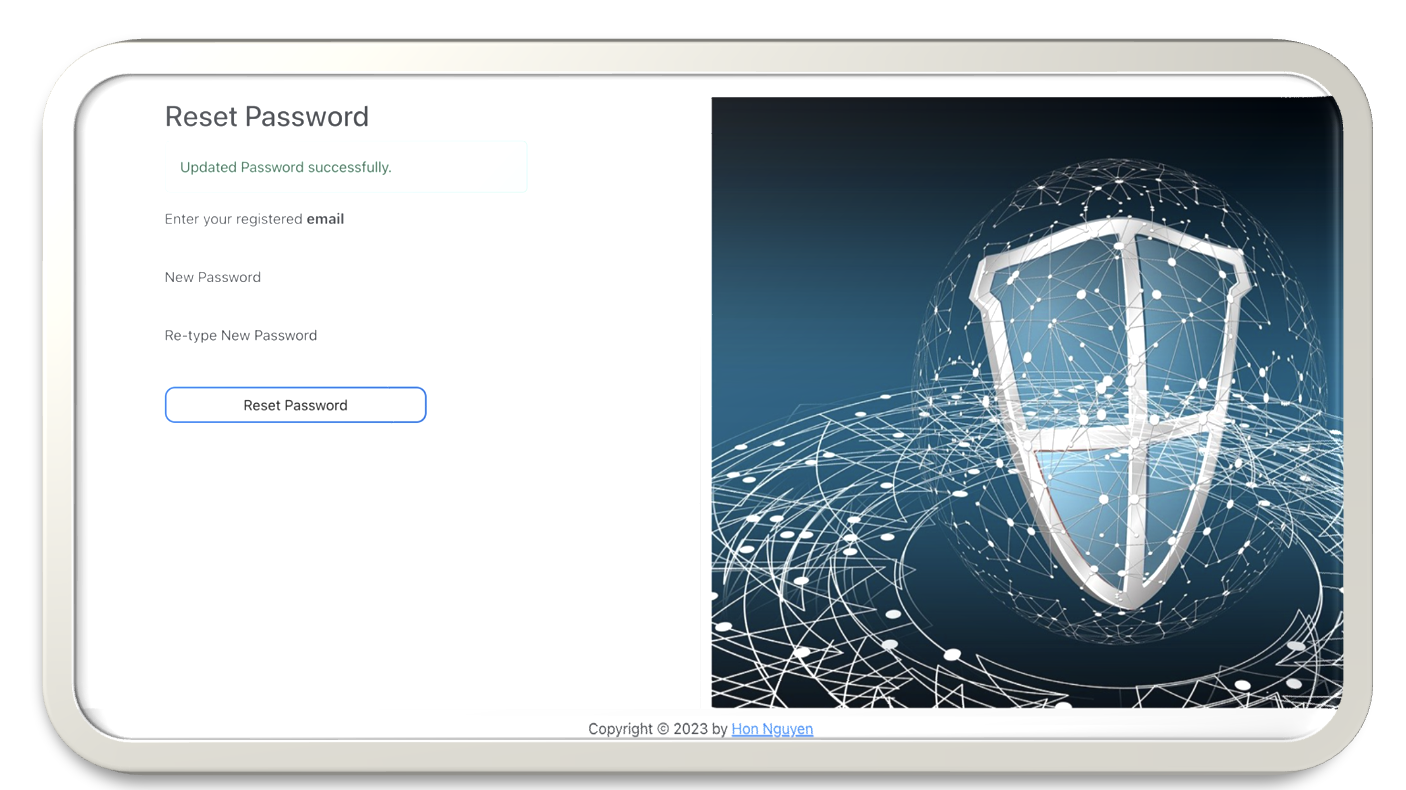 Reset Password
Updated Password successfully.
Enter your registered email
New Password
Re-type New Password
Reset Password
Copyright © 2023 by Hon Nguyen